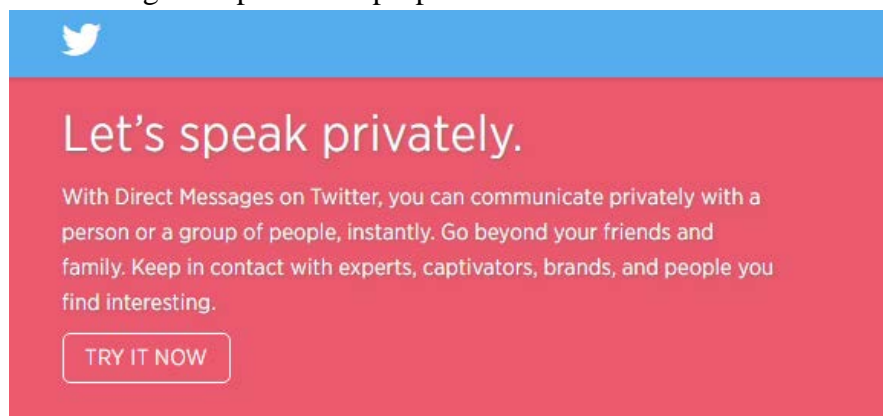 Let's speak privately.
With Direct Messages on Twitter, you can communicate privately with a
person or a group of people, instantly. Go beyond your friends and
family. Keep in contact with experts, captivators, brands, and people you
find interesting.
TRY IT NOW